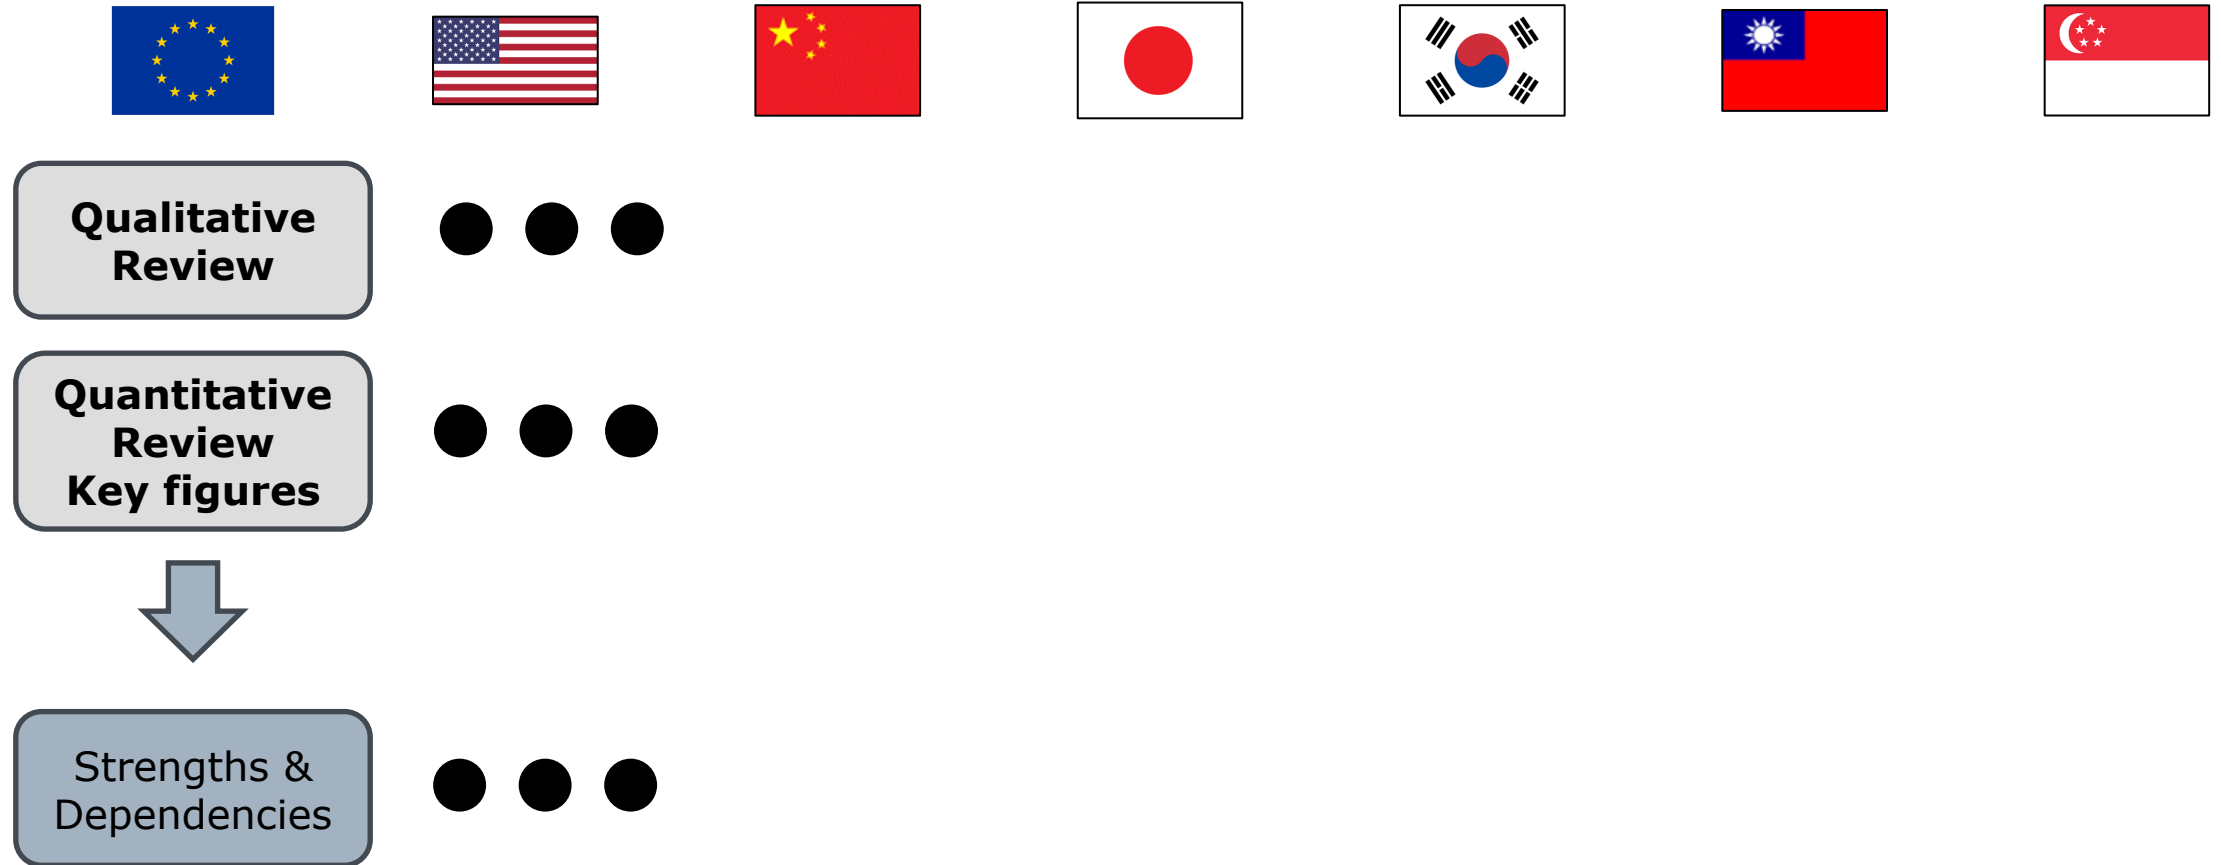 Qualitative
Review
Quantitative
Review
Key figures
Strengths &
Dependencies